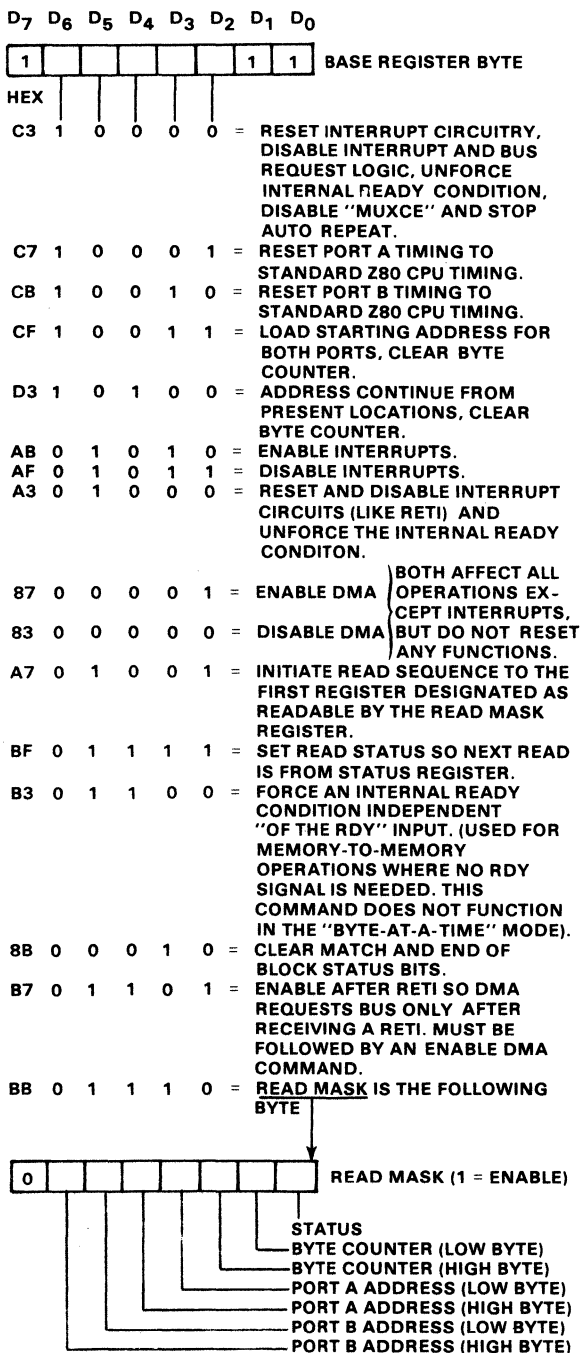 D7 D6 D5 D4 D3 D2 D1 D0
1 1 1 BASE REGISTER BYTE
HEX
C3 1 0 0 0 0 = RESET INTERRUPT CIRCUITRY,
DISABLE INTERRUPT AND BUS
REQUEST LOGIC, UNFORCE
INTERNAL READY CONDITION,
DISABLE "MUXCE" AND STOP
AUTO REPEAT.
C7 1 0 0 0 1 = RESET PORT A TIMING TO
STANDARD Z80 CPU TIMING.
CB 1 0 0 1 0 = RESET PORT B TIMING TO
STANDARD Z80 CPU TIMING.
CF 1 0 0 1 1 = LOAD STARTING ADDRESS FOR
BOTH PORTS, CLEAR BYTE
COUNTER.
D3 1 0 1 0 0 = ADDRESS CONTINUE FROM
PRESENT LOCATIONS, CLEAR
BYTE COUNTER.
AB 0 1 0 1 0 = ENABLE INTERRUPTS.
AF 0 1 0 1 1 = DISABLE INTERRUPTS.
A3 0 1 0 0 0 = RESET AND DISABLE INTERRUPT
CIRCUITS (LIKE RETI) AND
UNFORCE THE INTERNAL READY
CONDITON.
87 0 0 0 0 1 = ENABLE DMA
83 0 0 0 0 0 = DISABLE DMA
BOTH AFFECT ALL
OPERATIONS EX-
CEPT INTERRUPTS,
BUT DO NOT RESET
ANY FUNCTIONS.
A7 0 1 0 0 1 = INITIATE READ SEQUENCE TO THE
FIRST REGISTER DESIGNATED AS
READABLE BY THE READ MASK
REGISTER.
BF 0 1 1 1 1 = SET READ STATUS SO NEXT READ
IS FROM STATUS REGISTER.
B3 0 1 1 0 0 = FORCE AN INTERNAL READY
CONDITION INDEPENDENT
"OF THE RDY" INPUT. (USED FOR
MEMORY-TO-MEMORY
OPERATIONS WHERE NO RDY
SIGNAL IS NEEDED. THIS
COMMAND DOES NOT FUNCTION
IN THE "BYTE-AT-A-TIME" MODE).
8B 0 0 0 1 0 = CLEAR MATCH AND END OF
BLOCK STATUS BITS.
B7 0 1 1 0 1 = ENABLE AFTER RETI SO DMA
REQUESTS BUS ONLY AFTER
RECEIVING A RETI. MUST BE
FOLLOWED BY AN ENABLE DMA
COMMAND.
BB 0 1 1 1 0 = READ MASK IS THE FOLLOWING
BYTE
0 READ MASK (1 = ENABLE)
STATUS
BYTE COUNTER (LOW BYTE)
BYTE COUNTER (HIGH BYTE)
PORT A ADDRESS (LOW BYTE)
PORT A ADDRESS (HIGH BYTE)
PORT B ADDRESS (LOW BYTE)
PORT B ADDRESS (HIGH BYTE)